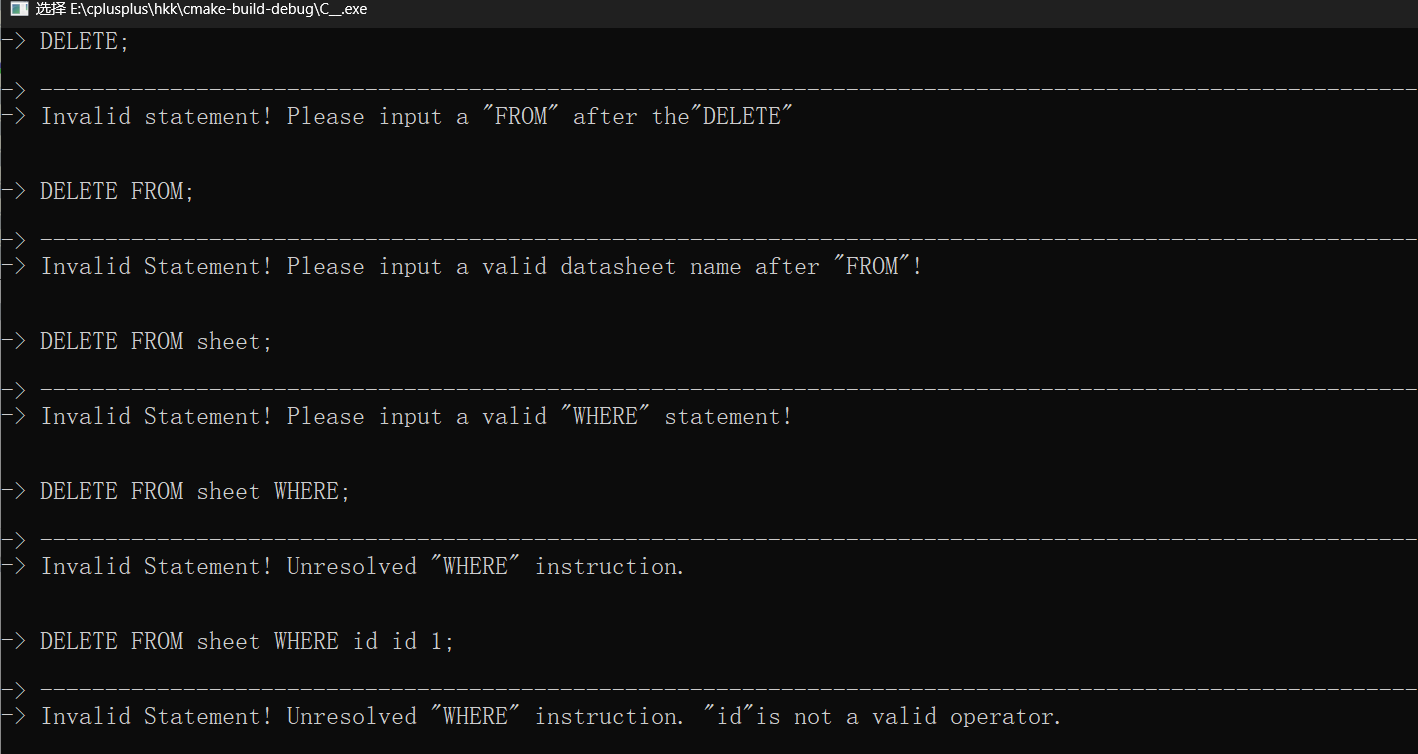 选择 E:\cplusplus\hkk\cmake-build-debug\C__.exe
-> DELETE;
-> ----------------------------------------------------------------------------------------------------------
-> Invalid statement! Please input a "FROM" after the"DELETE"
-> DELETE FROM;
-> ----------------------------------------------------------------------------------------------------------
-> Invalid Statement! Please input a valid datasheet name after "FROM"!
-> DELETE FROM sheet;
-> ----------------------------------------------------------------------------------------------------------
-> Invalid Statement! Please input a valid "WHERE" statement!
-> DELETE FROM sheet WHERE;
-> ----------------------------------------------------------------------------------------------------------
-> Invalid Statement! Unresolved "WHERE" instruction.
-> DELETE FROM sheet WHERE id id 1;
-> ----------------------------------------------------------------------------------------------------------
-> Invalid Statement! Unresolved "WHERE" instruction. "id"is not a valid operator.